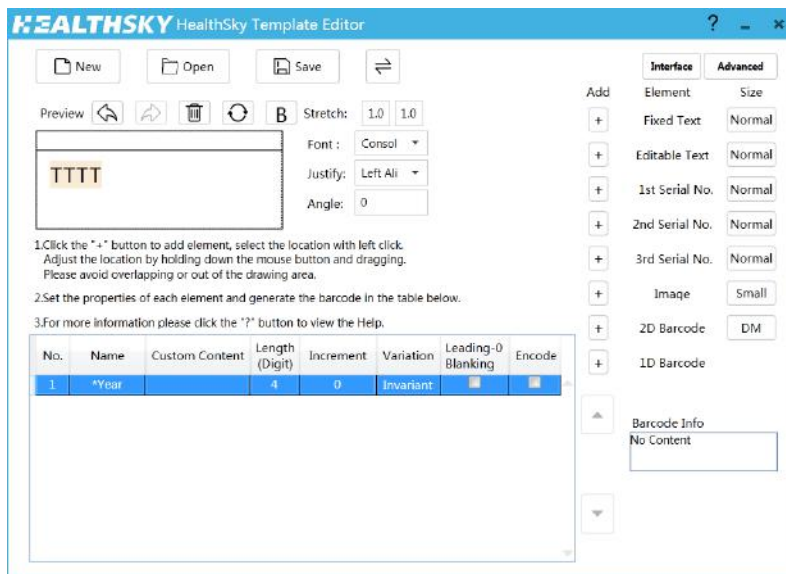 HEALTHSKY HealthSky Template Editor ? - ×
New Open Save Interface Advanced
Add Element Size
Preview B Stretch: 1.0 1.0
+ Fixed Text Normal
Font : Consol
+ Editable Text Normal
TTTT
Justify: Left Ali
+ 1st Serial No. Normal
Angle: 0
+ 2nd Serial No. Normal
1.Click the "+" button to add element, select the location with left click.
Adjust the location by holding down the mouse button and dragging.
Please avoid overlapping or out of the drawing area.
+ 3rd Serial No. Normal
2.Set the properties of each element and generate the barcode in the table below.
+ Image Small
3.For more information please click the "?" button to view the Help.
+ 2D Barcode DM
No. Name Custom Content Length (Digit) Increment Variation Leading-0 Blanking Encode
+ 1D Barcode
1 *Year 4 0 Invariant
Barcode Info
No Content